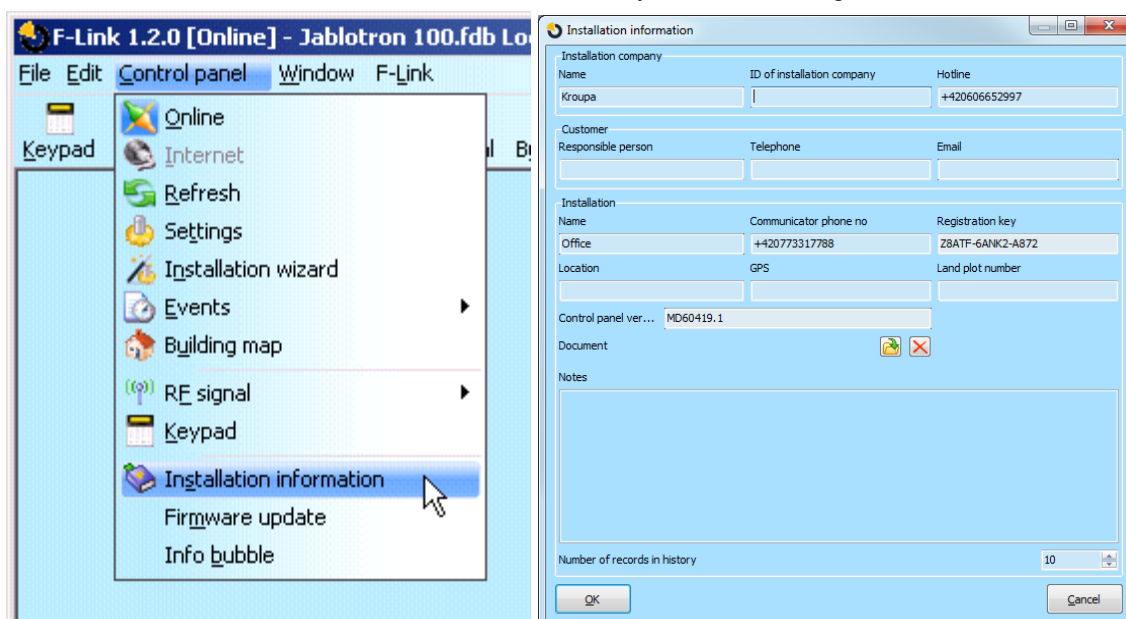 F-Link 1.2.0 [Online] - Jablotron 100.fdb
File Edit Control panel Window F-Link
Keypad
Online
Internet
Refresh
Settings
Installation wizard
Events
Building map
RF signal
Keypad
Installation information
Firmware update
Info bubble
Installation information
Installation company
Name ID of installation company Hotline
Kroupa +420606652997
Customer
Responsible person Telephone Email
Installation
Name Communicator phone no Registration key
Office +420773317788 Z8ATF-6ANK2-A872
Location GPS Land plot number
Control panel ver... MD60419.1
Document
Notes
Number of records in history 10
OK Cancel